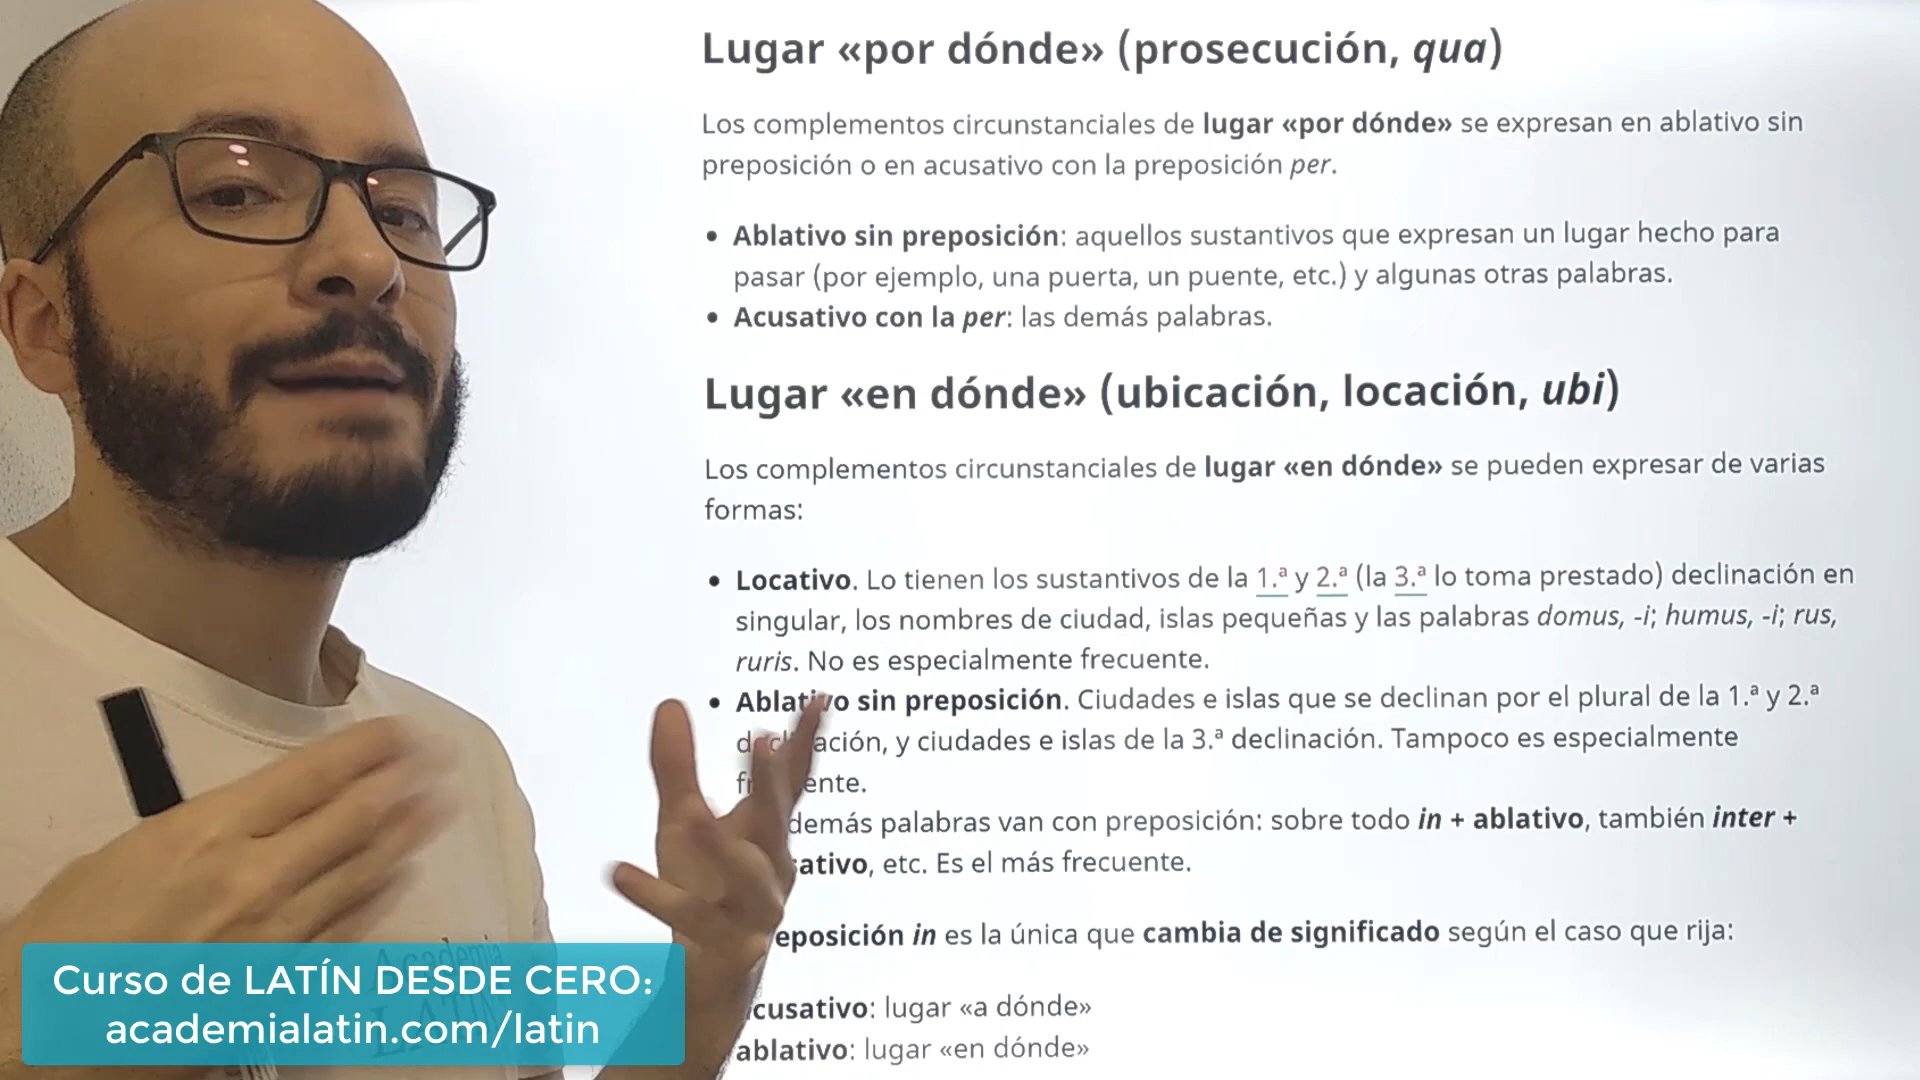 Lugar «por dónde» (prosecución, qua)
Los complementos circunstanciales de lugar «por dónde» se expresan en ablativo sin
preposición o en acusativo con la preposición per.
• Ablativo sin preposición: aquellos sustantivos que expresan un lugar hecho para
pasar (por ejemplo, una puerta, un puente, etc.) y algunas otras palabras.
• Acusativo con la per: las demás palabras.
Lugar «en dónde» (ubicación, locación, ubi)
Los complementos circunstanciales de lugar «en dónde» se pueden expresar de varias
formas:
• Locativo. Lo tienen los sustantivos de la 1.ª y 2.ª (la 3.ª lo toma prestado) declinación en
singular, los nombres de ciudad, islas pequeñas y las palabras domus, -i; humus, -i; rus,
ruris. No es especialmente frecuente.
• Ablativo sin preposición. Ciudades e islas que se declinan por el plural de la 1.ª y 2.ª
declinación, y ciudades e islas de la 3.ª declinación. Tampoco es especialmente
demás palabras van con preposición: sobre todo in + ablativo, también inter +
, etc. Es el más frecuente.
in es la única que cambia de significado según el caso que rija:
acusativo: lugar «a dónde»
ablativo: lugar «en dónde»
Academia
LATÍN
Curso de LATÍN DESDE CERO:
academialatin.com/latin